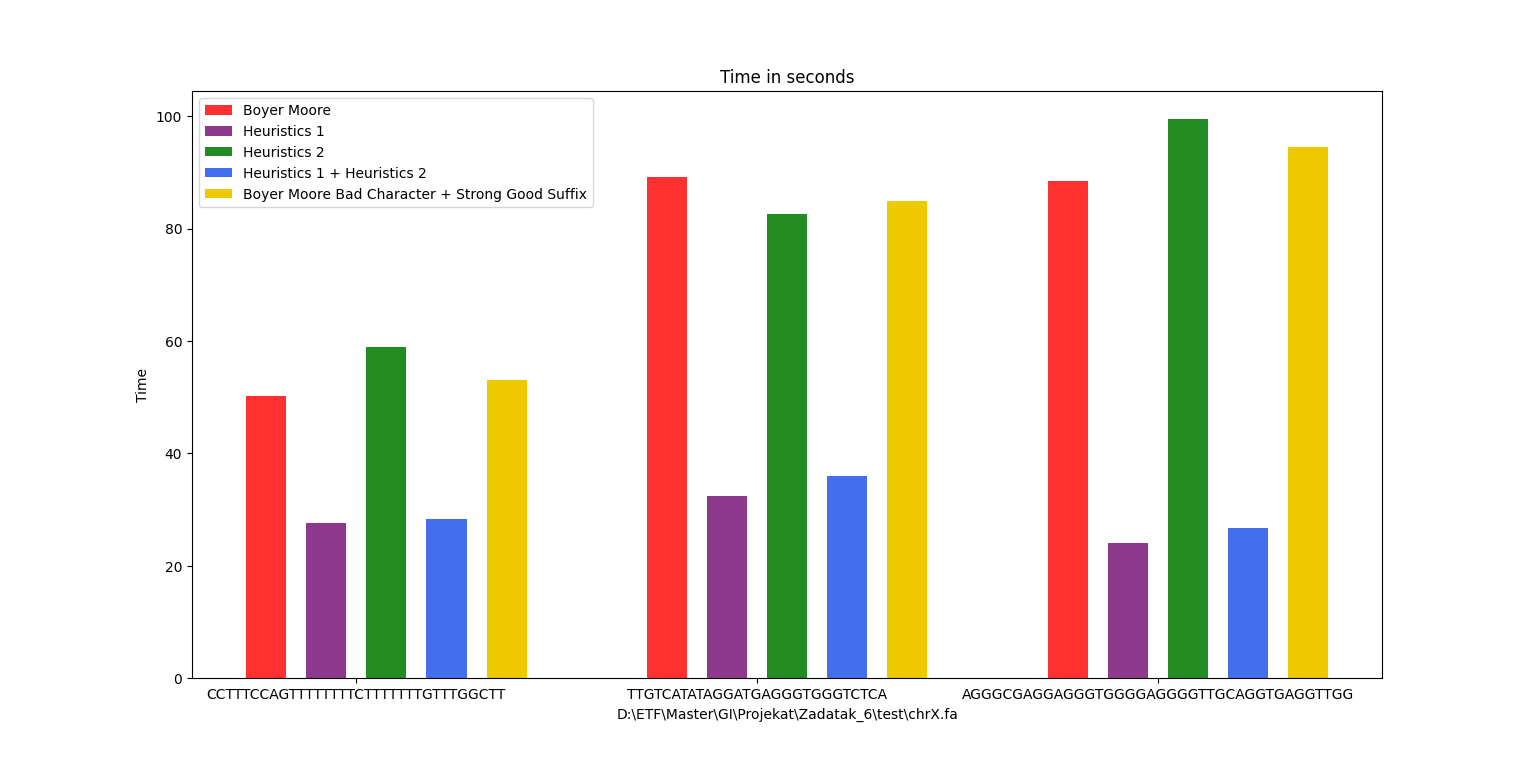 Time in seconds
Boyer Moore
Heuristics 1
Heuristics 2
Heuristics 1 + Heuristics 2
Boyer Moore Bad Character + Strong Good Suffix
100
80
60
40
20
0
Time
CCTTTCCAGTTTTTTTTCTTTTTTTGTTTGGCTT
TTGTCATATAGGATGAGGGTGGGTCTCA
AGGGCGAGGAGGGTGGGGAGGGGTTGCAGGTGAGGTTGG
D:\ETF\Master\GI\Projekat\Zadatak_6\test\chrX.fa